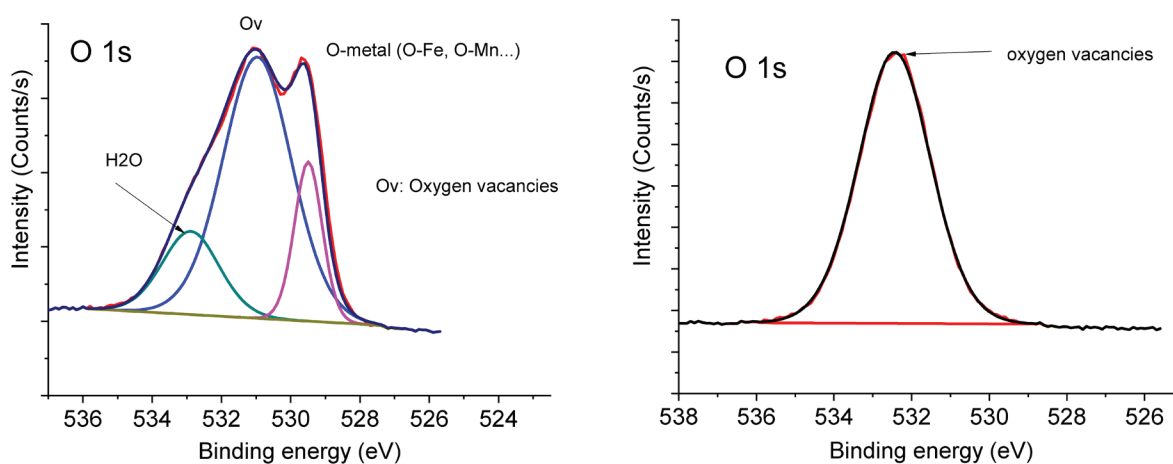 Ov
O 1s
O-metal (O-Fe, O-Mn...)
H2O
Ov: Oxygen vacancies
Intensity (Counts/s)
536 534 532 530 528 526 524
Binding energy (eV)
O 1s
oxygen vacancies
Intensity (Counts/s)
538 536 534 532 530 528 526
Binding energy (eV)